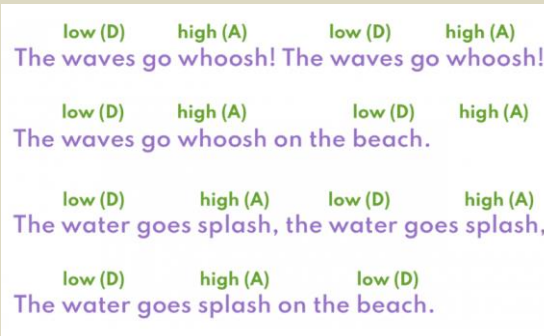 low (D) high (A) low (D) high (A)
The waves go whoosh! The waves go whoosh!
low (D) high (A) low (D) high (A)
The waves go whoosh on the beach.
low (D) high (A) low (D) high (A)
The water goes splash, the water goes splash,
low (D) high (A) low (D)
The water goes splash on the beach.